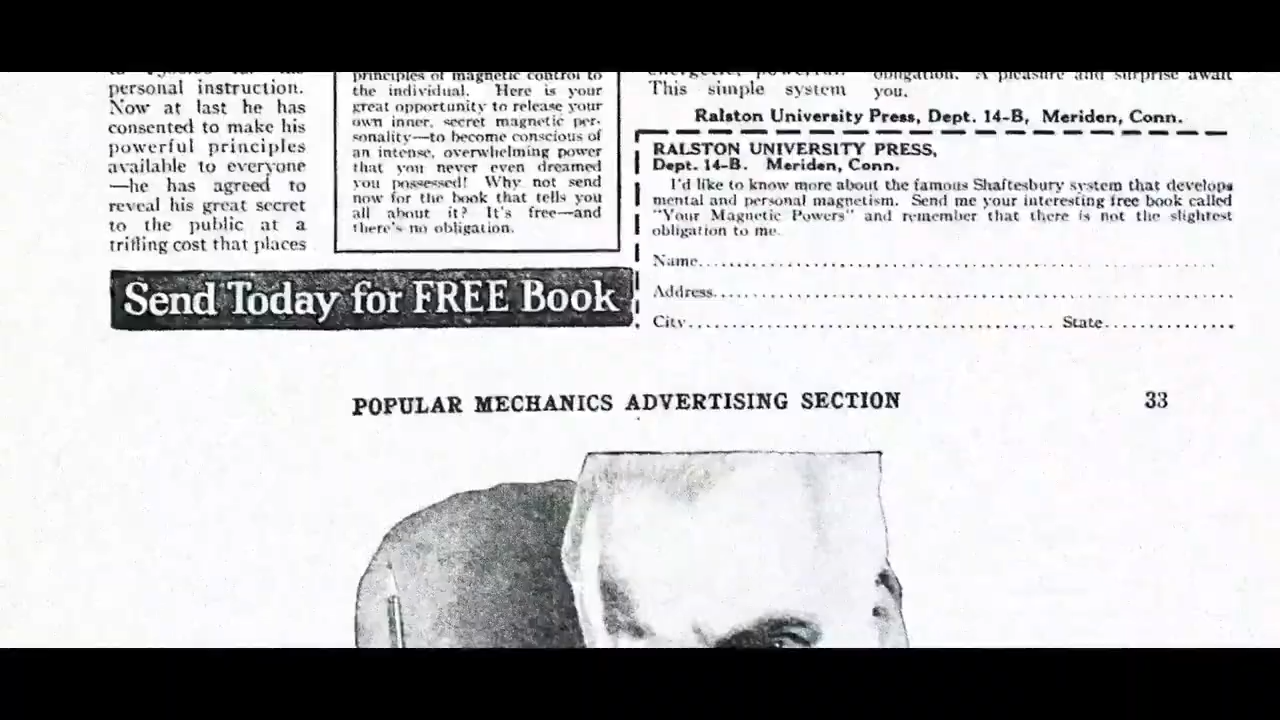 personal instruction.
Now at last he has
consented to make his
powerful principles
available to everyone
—he has agreed to
reveal his great secret
to the public at a
trifling cost that places
principles of magnetic control to
the individual. Here is your
great opportunity to release your
own inner, secret magnetic per-
sonality—to become conscious of
an intense, overwhelming power
that you never even dreamed
you possessed! Why not send
now for the book that tells you
all about it? It's free—and
there's no obligation.
Send Today for FREE Book
This simple system
obligation. A pleasure and surprise await
you.
Ralston University Press, Dept. 14-B, Meriden, Conn.
RALSTON UNIVERSITY PRESS,
Dept. 14-B. Meriden, Conn.
I'd like to know more about the famous Shaftesbury system that develops
mental and personal magnetism. Send me your interesting free book called
"Your Magnetic Powers" and remember that there is not the slightest
obligation to me.
Name
Address
City State
POPULAR MECHANICS ADVERTISING SECTION 33